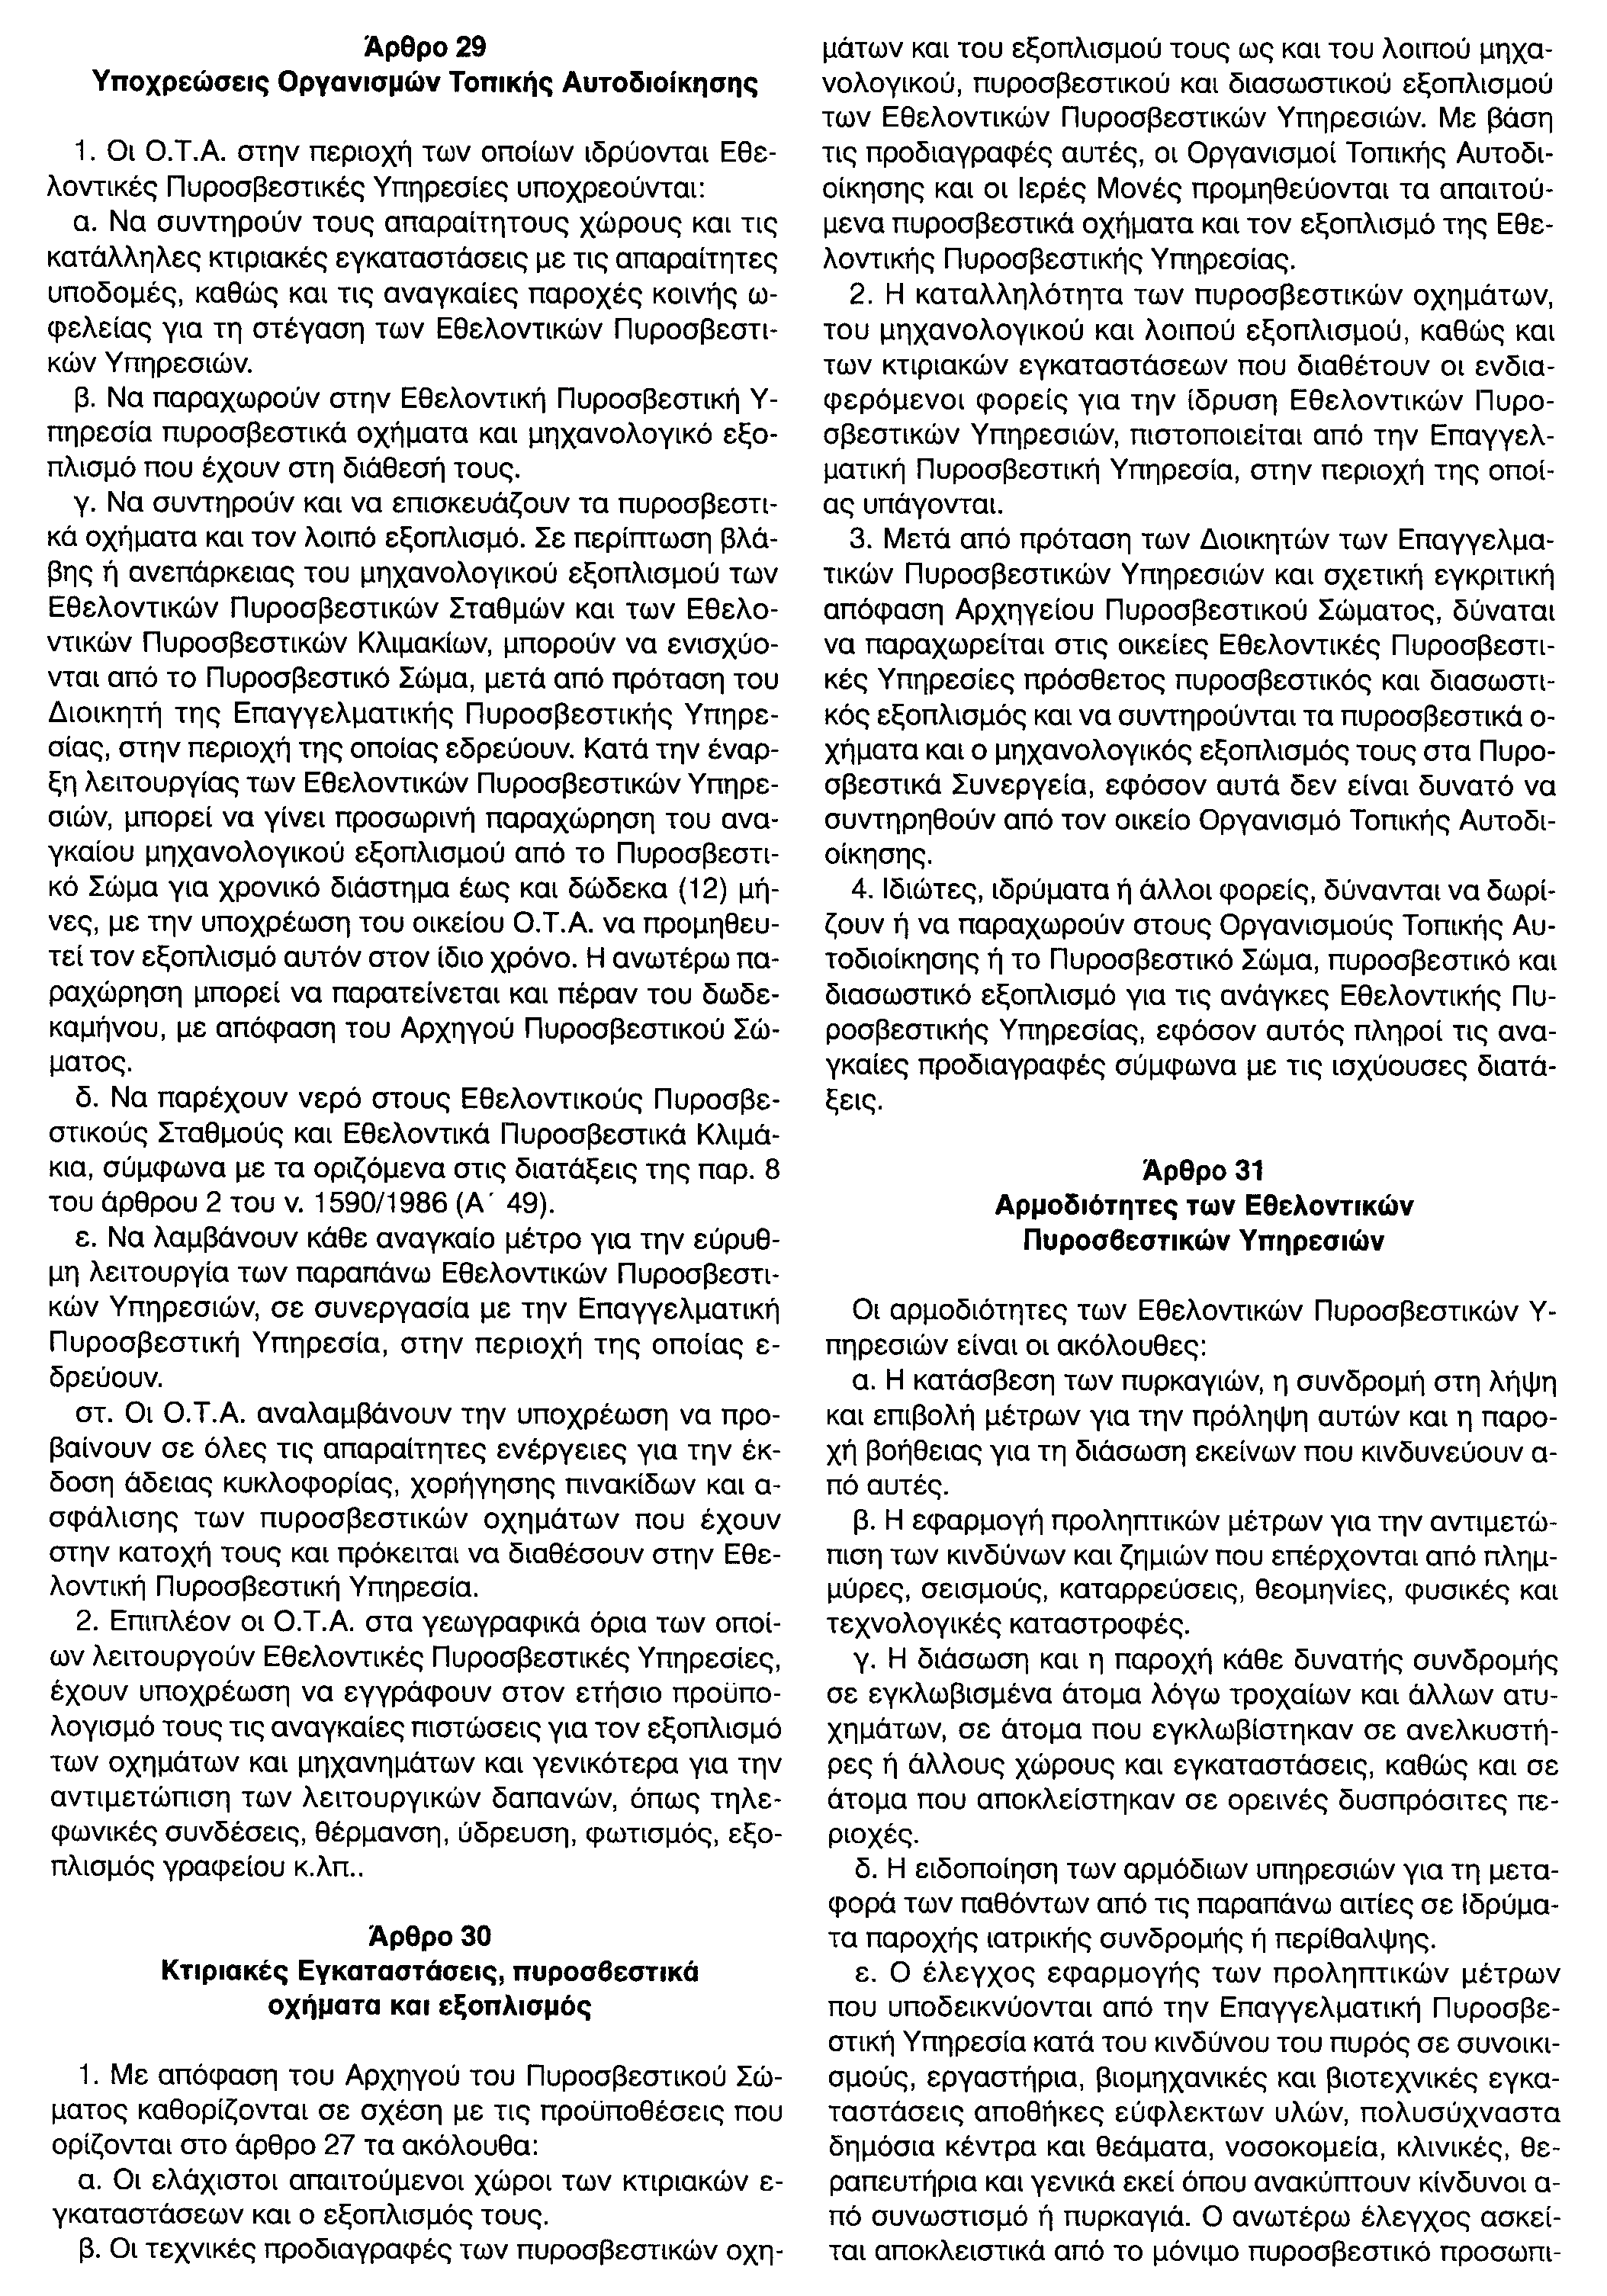 Άρθρο 29
Υποχρεώσεις Οργανισμών Τοπικής Αυτοδιοίκησης
1. Οι Ο.Τ.Α. στην περιοχή των οποίων ιδρύονται Εθε-
λοντικές Πυροσβεστικές Υπηρεσίες υποχρεούνται:
α. Να συντηρούν τους απαραίτητους χώρους και τις
κατάλληλες κτιριακές εγκαταστάσεις με τις απαραίτητες
υποδομές, καθώς και τις αναγκαίες παροχές κοινής ω-
φελείας για τη στέγαση των Εθελοντικών Πυροσβεστι-
κών Υπηρεσιών.
β. Να παραχωρούν στην Εθελοντική Πυροσβεστική Υ-
πηρεσία πυροσβεστικά οχήματα και μηχανολογικό εξο-
πλισμό που έχουν στη διάθεσή τους.
γ. Να συντηρούν και να επισκευάζουν τα πυροσβεστι-
κά οχήματα και τον λοιπό εξοπλισμό. Σε περίπτωση βλά-
βης ή ανεπάρκειας του μηχανολογικού εξοπλισμού των
Εθελοντικών Πυροσβεστικών Σταθμών και των Εθελο-
ντικών Πυροσβεστικών Κλιμακίων, μπορούν να ενισχύο-
νται από το Πυροσβεστικό Σώμα, μετά από πρόταση του
Διοικητή της Επαγγελματικής Πυροσβεστικής Υπηρε-
σίας, στην περιοχή της οποίας εδρεύουν. Κατά την έναρ-
ξη λειτουργίας των Εθελοντικών Πυροσβεστικών Υπηρε-
σιών, μπορεί να γίνει προσωρινή παραχώρηση του ανα-
γκαίου μηχανολογικού εξοπλισμού από το Πυροσβεστι-
κό Σώμα για χρονικό διάστημα έως και δώδεκα (12) μή-
νες, με την υποχρέωση του οικείου Ο.Τ.Α. να προμηθευ-
τεί τον εξοπλισμό αυτόν στον ίδιο χρόνο. Η ανωτέρω πα-
ραχώρηση μπορεί να παρατείνεται και πέραν του δωδε-
καμήνου, με απόφαση του Αρχηγού Πυροσβεστικού Σώ-
ματος.
δ. Να παρέχουν νερό στους Εθελοντικούς Πυροσβε-
στικούς Σταθμούς και Εθελοντικά Πυροσβεστικά Κλιμά-
κια, σύμφωνα με τα οριζόμενα στις διατάξεις της παρ. 8
του άρθρου 2 του ν. 1590/1986 (Α΄ 49).
ε. Να λαμβάνουν κάθε αναγκαίο μέτρο για την εύρυθ-
μη λειτουργία των παραπάνω Εθελοντικών Πυροσβεστι-
κών Υπηρεσιών, σε συνεργασία με την Επαγγελματική
Πυροσβεστική Υπηρεσία, στην περιοχή της οποίας ε-
δρεύουν.
στ. Οι Ο.Τ.Α. αναλαμβάνουν την υποχρέωση να προ-
βαίνουν σε όλες τις απαραίτητες ενέργειες για την έκ-
δοση άδειας κυκλοφορίας, χορήγησης πινακίδων και α-
σφάλισης των πυροσβεστικών οχημάτων που έχουν
στην κατοχή τους και πρόκειται να διαθέσουν στην Εθε-
λοντική Πυροσβεστική Υπηρεσία.
2. Επιπλέον οι Ο.Τ.Α. στα γεωγραφικά όρια των οποί-
ων λειτουργούν Εθελοντικές Πυροσβεστικές Υπηρεσίες,
έχουν υποχρέωση να εγγράφουν στον ετήσιο προϋπο-
λογισμό τους τις αναγκαίες πιστώσεις για τον εξοπλισμό
των οχημάτων και μηχανημάτων και γενικότερα για την
αντιμετώπιση των λειτουργικών δαπανών, όπως τηλε-
φωνικές συνδέσεις, θέρμανση, ύδρευση, φωτισμός, εξο-
πλισμός γραφείου κ.λπ..
Άρθρο 30
Κτιριακές Εγκαταστάσεις, πυροσβεστικά
οχήματα και εξοπλισμός
1. Με απόφαση του Αρχηγού του Πυροσβεστικού Σώ-
ματος καθορίζονται σε σχέση με τις προϋποθέσεις που
ορίζονται στο άρθρο 27 τα ακόλουθα:
α. Οι ελάχιστοι απαιτούμενοι χώροι των κτιριακών ε-
γκαταστάσεων και ο εξοπλισμός τους.
β. Οι τεχνικές προδιαγραφές των πυροσβεστικών οχη-
μάτων και του εξοπλισμού τους ως και του λοιπού μηχα-
νολογικού, πυροσβεστικού και διασωστικού εξοπλισμού
των Εθελοντικών Πυροσβεστικών Υπηρεσιών. Με βάση
τις προδιαγραφές αυτές, οι Οργανισμοί Τοπικής Αυτοδι-
οίκησης και οι Ιερές Μονές προμηθεύονται τα απαιτού-
μενα πυροσβεστικά οχήματα και τον εξοπλισμό της Εθε-
λοντικής Πυροσβεστικής Υπηρεσίας.
2. Η καταλληλότητα των πυροσβεστικών οχημάτων,
του μηχανολογικού και λοιπού εξοπλισμού, καθώς και
των κτιριακών εγκαταστάσεων που διαθέτουν οι ενδια-
φερόμενοι φορείς για την ίδρυση Εθελοντικών Πυρο-
σβεστικών Υπηρεσιών, πιστοποιείται από την Επαγγελ-
ματική Πυροσβεστική Υπηρεσία, στην περιοχή της οποί-
ας υπάγονται.
3. Μετά από πρόταση των Διοικητών των Επαγγελμα-
τικών Πυροσβεστικών Υπηρεσιών και σχετική εγκριτική
απόφαση Αρχηγείου Πυροσβεστικού Σώματος, δύναται
να παραχωρείται στις οικείες Εθελοντικές Πυροσβεστι-
κές Υπηρεσίες πρόσθετος πυροσβεστικός και διασωστι-
κός εξοπλισμός και να συντηρούνται τα πυροσβεστικά ο-
χήματα και ο μηχανολογικός εξοπλισμός τους στα Πυρο-
σβεστικά Συνεργεία, εφόσον αυτά δεν είναι δυνατό να
συντηρηθούν από τον οικείο Οργανισμό Τοπικής Αυτοδι-
οίκησης.
4. Ιδιώτες, ιδρύματα ή άλλοι φορείς, δύνανται να δωρί-
ζουν ή να παραχωρούν στους Οργανισμούς Τοπικής Αυ-
τοδιοίκησης ή το Πυροσβεστικό Σώμα, πυροσβεστικό και
διασωστικό εξοπλισμό για τις ανάγκες Εθελοντικής Πυ-
ροσβεστικής Υπηρεσίας, εφόσον αυτός πληροί τις ανα-
γκαίες προδιαγραφές σύμφωνα με τις ισχύουσες διατά-
ξεις.
Άρθρο 31
Αρμοδιότητες των Εθελοντικών
Πυροσβεστικών Υπηρεσιών
Οι αρμοδιότητες των Εθελοντικών Πυροσβεστικών Υ-
πηρεσιών είναι οι ακόλουθες:
α. Η κατάσβεση των πυρκαγιών, η συνδρομή στη λήψη
και επιβολή μέτρων για την πρόληψη αυτών και η παρο-
χή βοήθειας για τη διάσωση εκείνων που κινδυνεύουν α-
πό αυτές.
β. Η εφαρμογή προληπτικών μέτρων για την αντιμετώ-
πιση των κινδύνων και ζημιών που επέρχονται από πλημ-
μύρες, σεισμούς, καταρρεύσεις, θεομηνίες, φυσικές και
τεχνολογικές καταστροφές.
γ. Η διάσωση και η παροχή κάθε δυνατής συνδρομής
σε εγκλωβισμένα άτομα λόγω τροχαίων και άλλων ατυ-
χημάτων, σε άτομα που εγκλωβίστηκαν σε ανελκυστή-
ρες ή άλλους χώρους και εγκαταστάσεις, καθώς και σε
άτομα που αποκλείστηκαν σε ορεινές δυσπρόσιτες πε-
ριοχές.
δ. Η ειδοποίηση των αρμόδιων υπηρεσιών για τη μετα-
φορά των παθόντων από τις παραπάνω αιτίες σε Ιδρύμα-
τα παροχής ιατρικής συνδρομής ή περίθαλψης.
ε. Ο έλεγχος εφαρμογής των προληπτικών μέτρων
που υποδεικνύονται από την Επαγγελματική Πυροσβε-
στική Υπηρεσία κατά του κινδύνου του πυρός σε συνοικι-
σμούς, εργαστήρια, βιομηχανικές και βιοτεχνικές εγκα-
ταστάσεις αποθήκες εύφλεκτων υλών, πολυσύχναστα
δημόσια κέντρα και θεάματα, νοσοκομεία, κλινικές, θε-
ραπευτήρια και γενικά εκεί όπου ανακύπτουν κίνδυνοι α-
πό συνωστισμό ή πυρκαγιά. Ο ανωτέρω έλεγχος ασκεί-
ται αποκλειστικά από το μόνιμο πυροσβεστικό προσωπι-